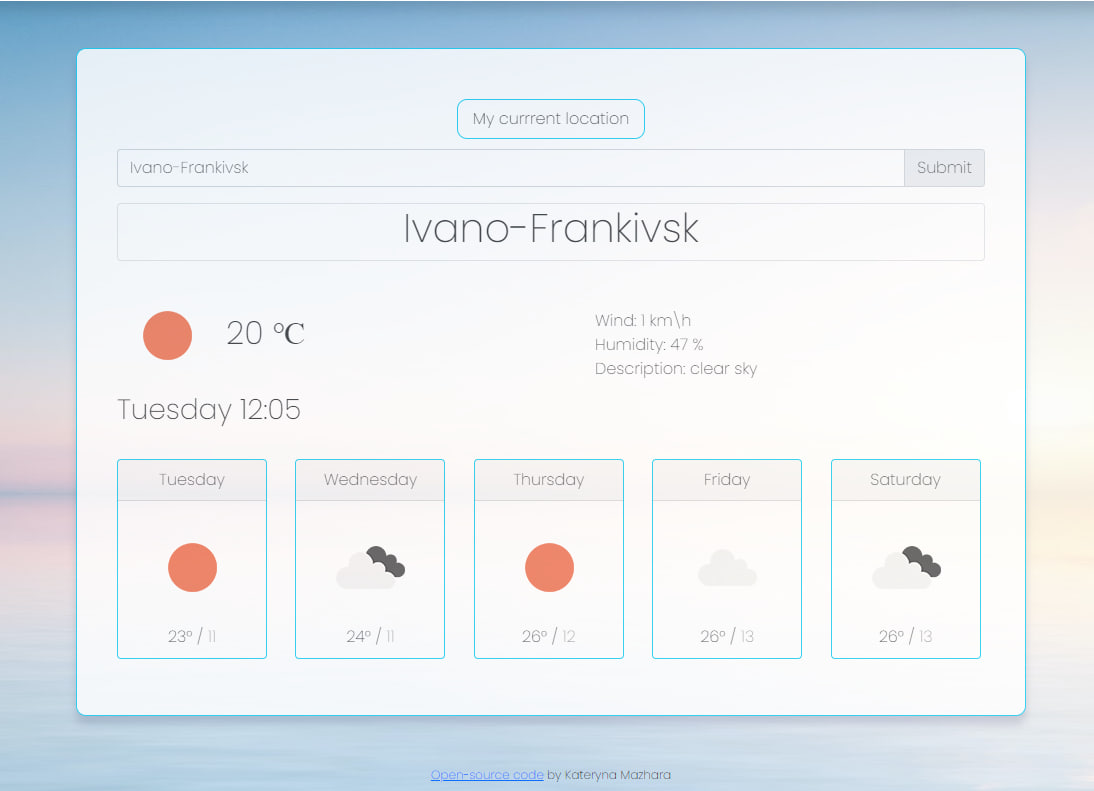 My currrent location
Ivano-Frankivsk Submit
Ivano-Frankivsk
20 °C
Wind: 1 km\h
Humidity: 47 %
Description: clear sky
Tuesday 12:05
Tuesday Wednesday Thursday Friday Saturday
23° / 11 24° / 11 26° / 12 26° / 13 26° / 13
Open-source code by Kateryna Mazhara